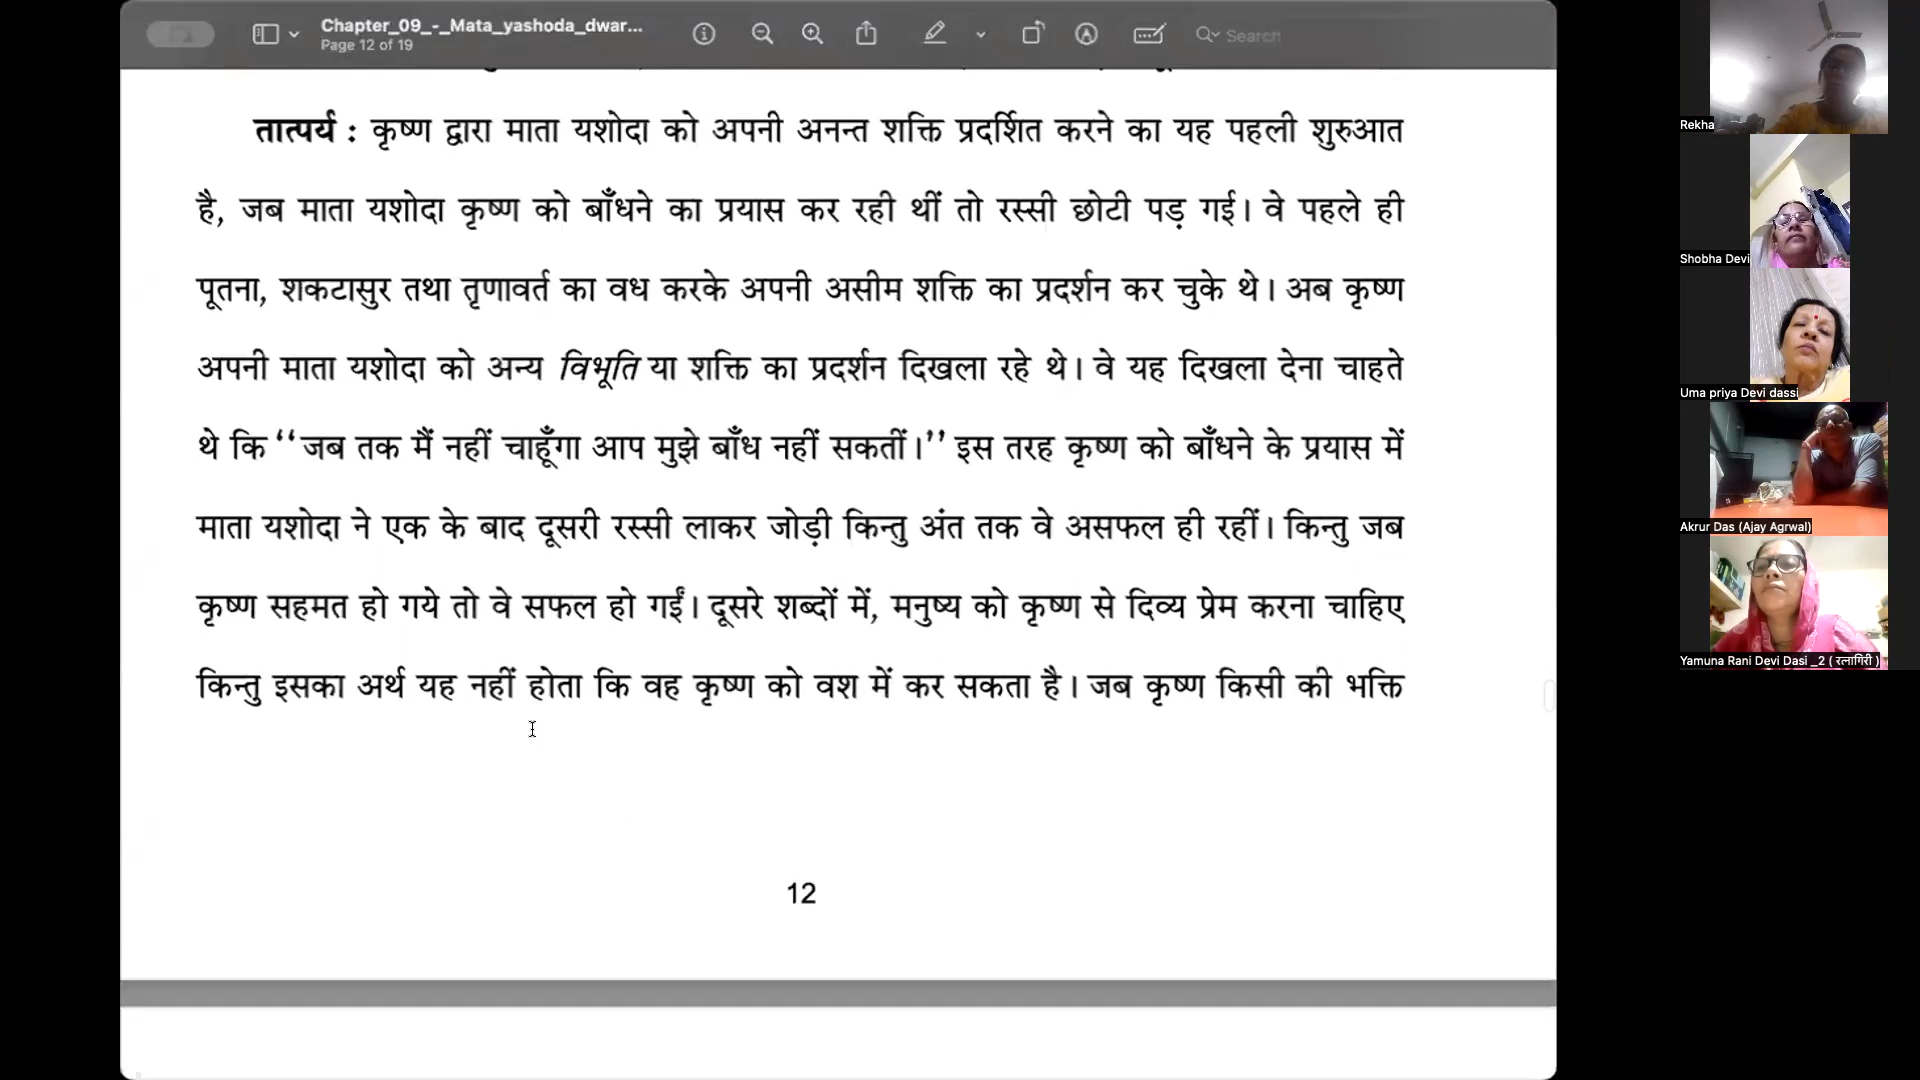 Chapter_09_-_Mata_yashoda_dwar...
Page 12 of 19
Search
तात्पर्य : कृष्ण द्वारा माता यशोदा को अपनी अनन्त शक्ति प्रदर्शित करने का यह पहली शुरुआत
है, जब माता यशोदा कृष्ण को बाँधने का प्रयास कर रही थीं तो रस्सी छोटी पड़ गई। वे पहले ही
पूतना, शकटासुर तथा तृणावर्त का वध करके अपनी असीम शक्ति का प्रदर्शन कर चुके थे। अब कृष्ण
अपनी माता यशोदा को अन्य विभूति या शक्ति का प्रदर्शन दिखला रहे थे। वे यह दिखला देना चाहते
थे कि ‘‘जब तक मैं नहीं चाहूँगा आप मुझे बाँध नहीं सकतीं।’’ इस तरह कृष्ण को बाँधने के प्रयास में
माता यशोदा ने एक के बाद दूसरी रस्सी लाकर जोड़ी किन्तु अंत तक वे असफल ही रहीं। किन्तु जब
कृष्ण सहमत हो गये तो वे सफल हो गईं। दूसरे शब्दों में, मनुष्य को कृष्ण से दिव्य प्रेम करना चाहिए
किन्तु इसका अर्थ यह नहीं होता कि वह कृष्ण को वश में कर सकता है। जब कृष्ण किसी की भक्ति
12
Rekha
Shobha Devi
Uma priya Devi dassi
Akrur Das (Ajay Agrwal)
Yamuna Rani Devi Dasi _2 ( रत्नागिरी )